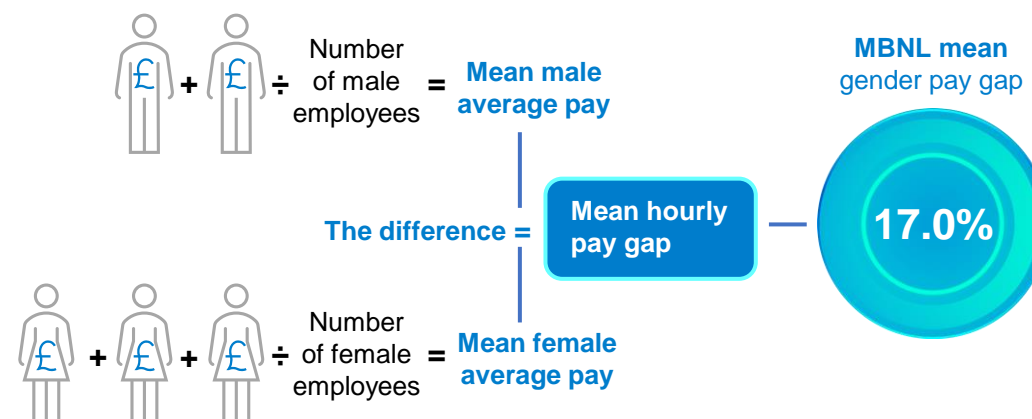 MBNL mean
gender pay gap
£ + £ ÷ Number of male employees = Mean male average pay
The difference = Mean hourly pay gap
17.0%
£ + £ + £ ÷ Number of female employees = Mean female average pay